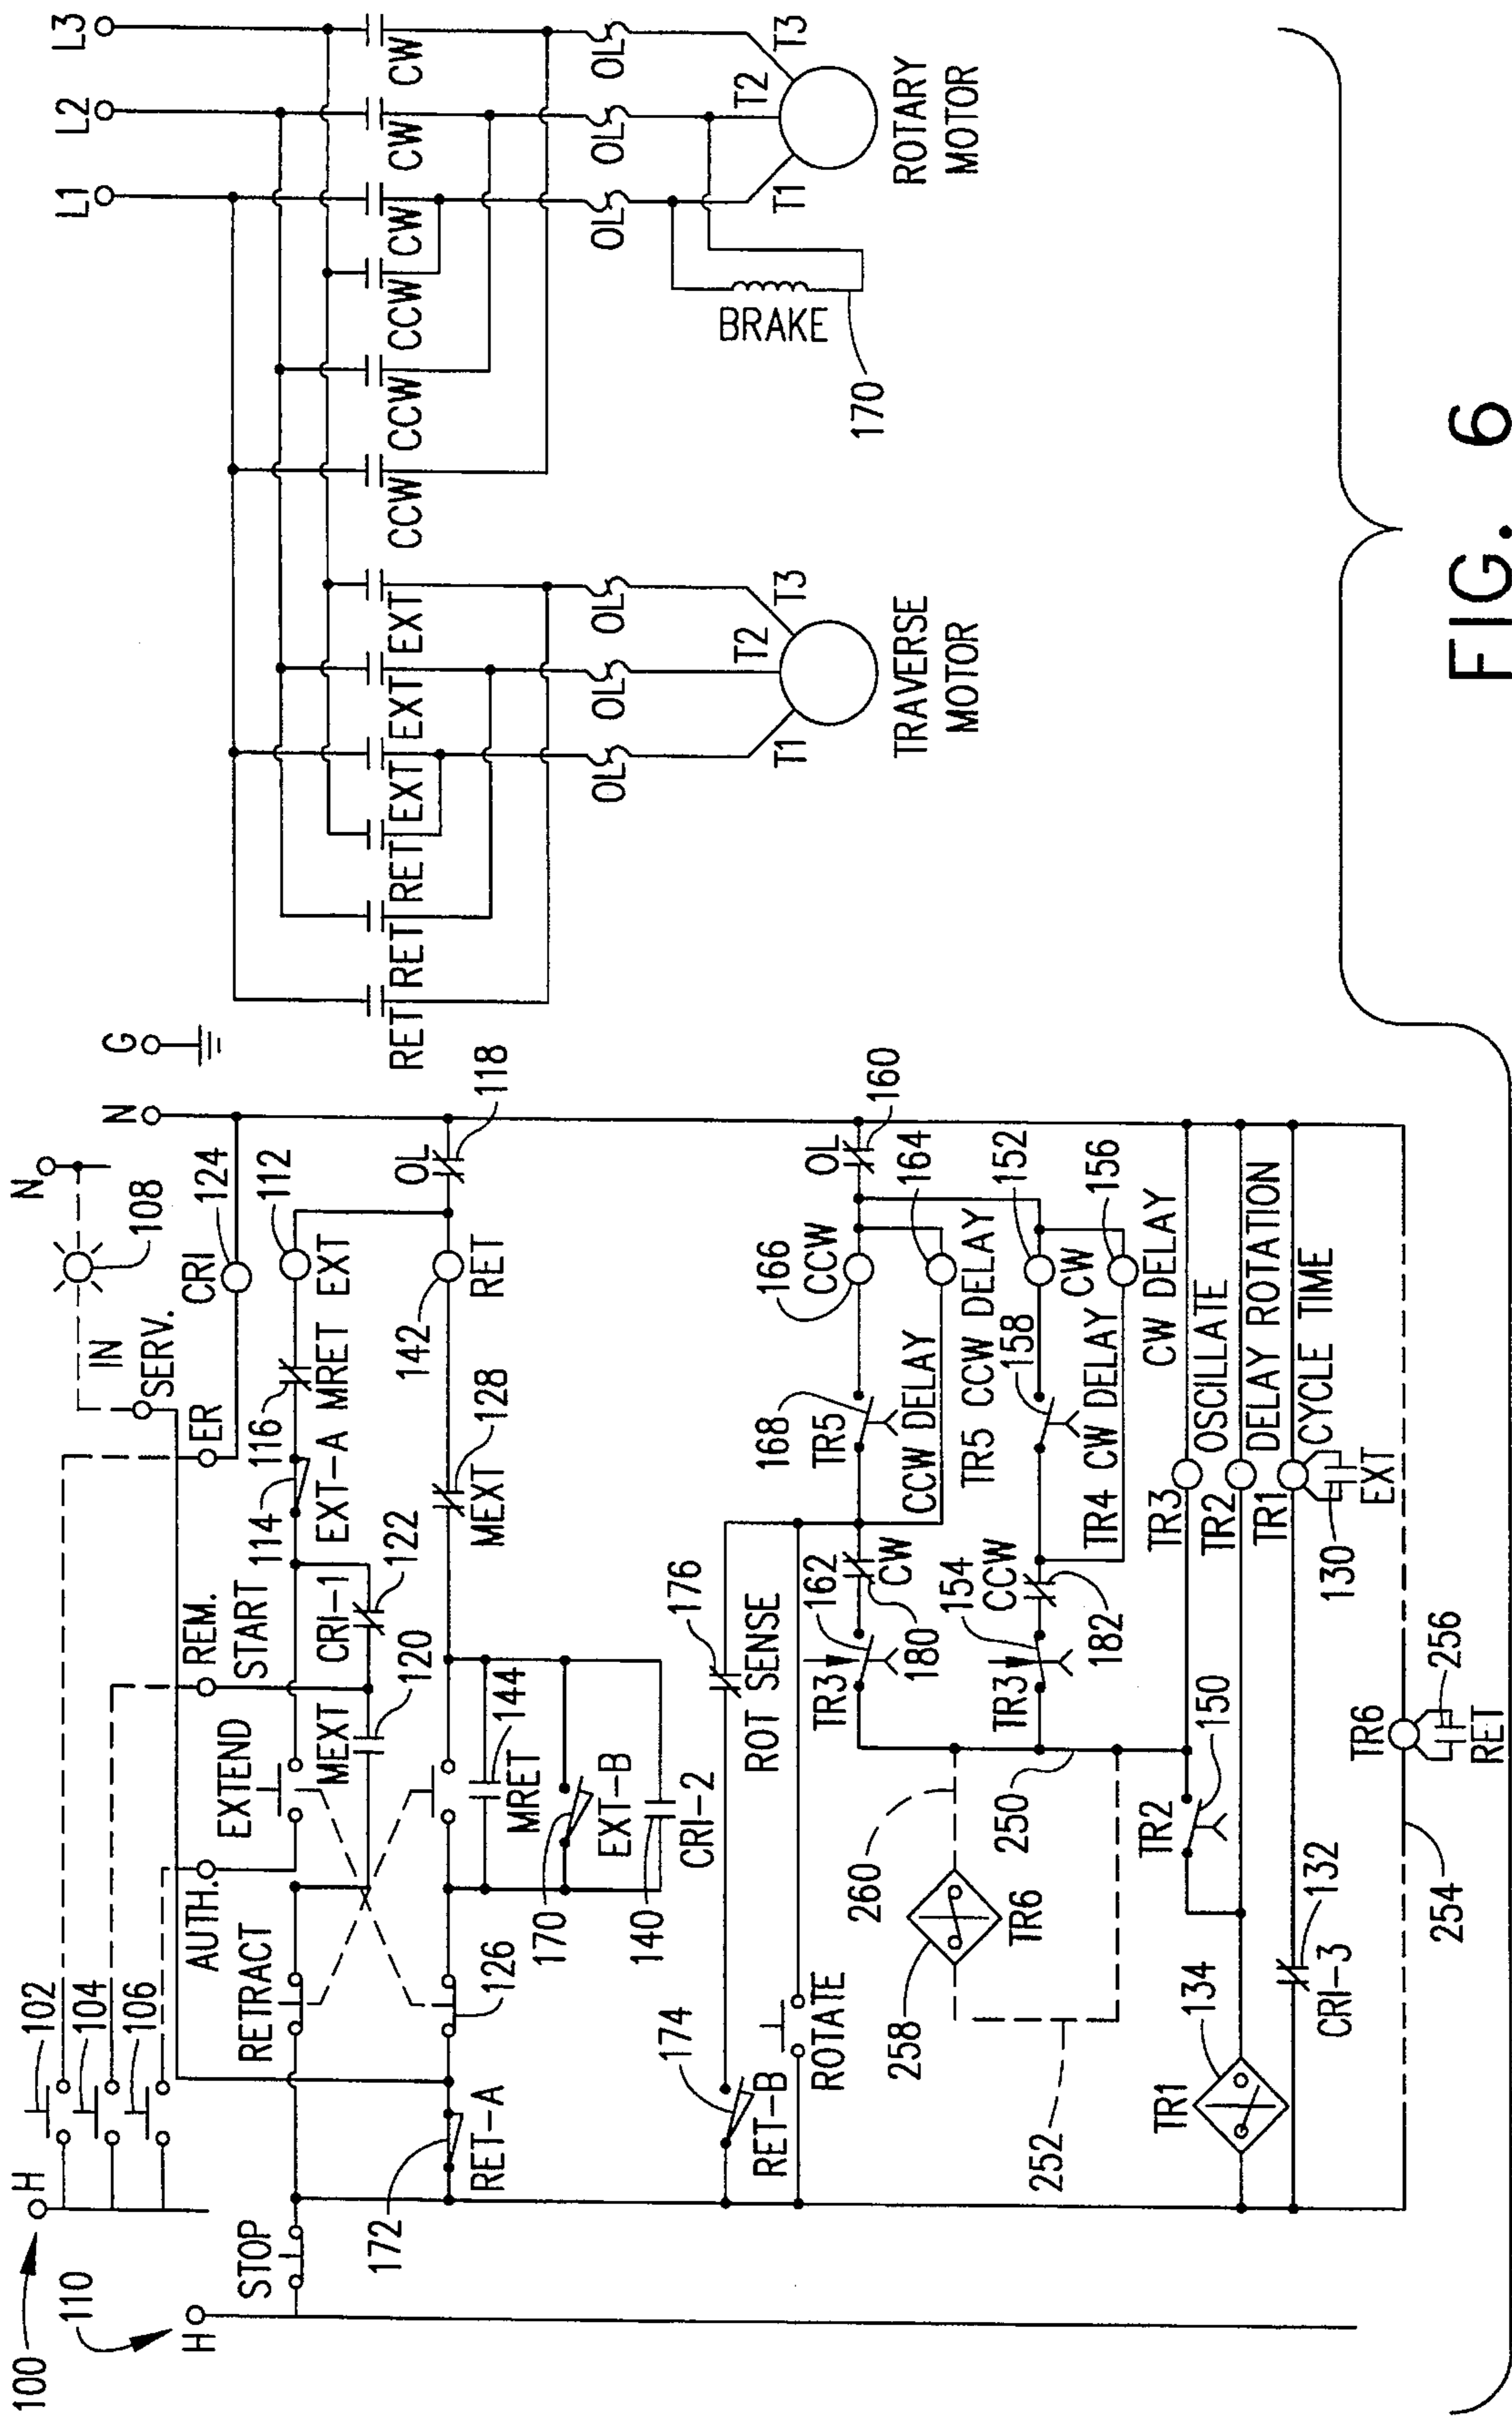 100
H
102
104
106
AUTH.
REM.
ER
SERV.
IN
108
N
110
H
STOP
RETRACT
EXTEND
START
MEXT
120
CRI-1
122
114
EXT-A
116
MRET
EXT
112
CRI
124
N
G
172
RET-A
126
144
MRET
170
EXT-B
140
CRI-2
MEXT
128
142
RET
OL
118
174
RET-B
ROTATE
176
ROT SENSE
TR3
162
180
CW
168
TR5
CCW DELAY
166
CCW
OL
160
164
TR5 CCW DELAY
TR3
154
CCW
182
158
TR4 CW DELAY
152
CW
156
CW DELAY
258
TR6
260
250
252
TR1
134
TR2
150
TR3
OSCILLATE
TR2
DELAY ROTATION
TR1
CYCLE TIME
130
EXT
CRI-3
132
254
TR6
256
RET
L1
L2
L3
RET
RET
RET
EXT
EXT
EXT
CCW
CCW
CCW
CW
CW
CW
OL
OL
OL
OL
OL
OL
T1
T2
T3
TRAVERSE
MOTOR
BRAKE
170
T1
T2
T3
ROTARY
MOTOR
FIG. 6